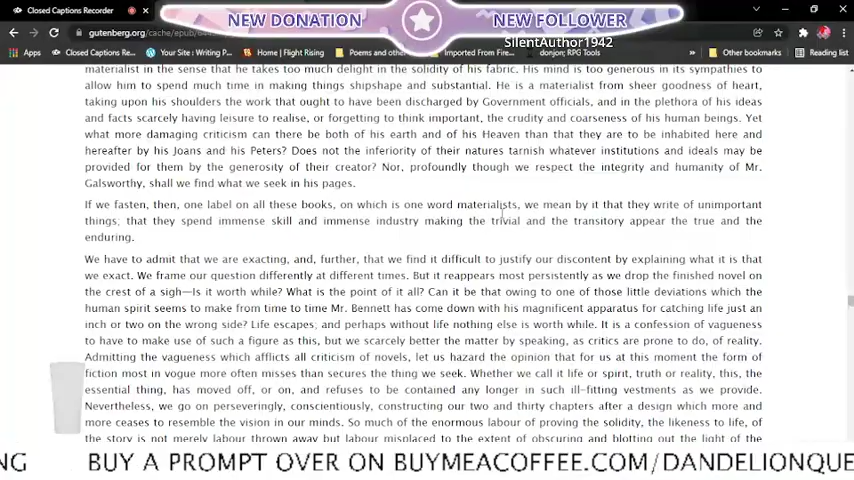 Closed Captions Recorder
NEW DONATION
NEW FOLLOWER
SilentAuthor1942
Apps
Closed Captions Rec...
Your Site : Writing P...
Home | Flight Rising
Poems and other...
Imported From Fire...
donjon; RPG Tools
Other bookmarks
Reading list
materialist in the sense that he takes too much delight in the solidity of his fabric. His mind is too generous in its sympathies to
allow him to spend much time in making things shipshape and substantial. He is a materialist from sheer goodness of heart,
taking upon his shoulders the work that ought to have been discharged by Government officials, and in the plethora of his ideas
and facts scarcely having leisure to realise, or forgetting to think important, the crudity and coarseness of his human beings. Yet
what more damaging criticism can there be both of his earth and of his Heaven than that they are to be inhabited here and
hereafter by his Joans and his Peters? Does not the inferiority of their natures tarnish whatever institutions and ideals may be
provided for them by the generosity of their creator? Nor, profoundly though we respect the integrity and humanity of Mr.
Galsworthy, shall we find what we seek in his pages.
If we fasten, then, one label on all these books, on which is one word materialists, we mean by it that they write of unimportant
things; that they spend immense skill and immense industry making the trivial and the transitory appear the true and the
enduring.
We have to admit that we are exacting, and, further, that we find it difficult to justify our discontent by explaining what it is that
we exact. We frame our question differently at different times. But it reappears most persistently as we drop the finished novel on
the crest of a sigh—Is it worth while? What is the point of it all? Can it be that owing to one of those little deviations which the
human spirit seems to make from time to time Mr. Bennett has come down with his magnificent apparatus for catching life just an
inch or two on the wrong side? Life escapes; and perhaps without life nothing else is worth while. It is a confession of vagueness
to have to make use of such a figure as this, but we scarcely better the matter by speaking, as critics are prone to do, of reality.
Admitting the vagueness which afflicts all criticism of novels, let us hazard the opinion that for us at this moment the form of
fiction most in vogue more often misses than secures the thing we seek. Whether we call it life or spirit, truth or reality, this, the
essential thing, has moved off, or on, and refuses to be contained any longer in such ill-fitting vestments as we provide.
Nevertheless, we go on perseveringly, conscientiously, constructing our two and thirty chapters after a design which more and
more ceases to resemble the vision in our minds. So much of the enormous labour of proving the solidity, the likeness to life, of
the story is not merely labour thrown away but labour misplaced to the extent of obscuring and blotting out the light of the
NG BUY A PROMPT OVER ON BUYMEACOFFEE.COM/DANDELIONQUE